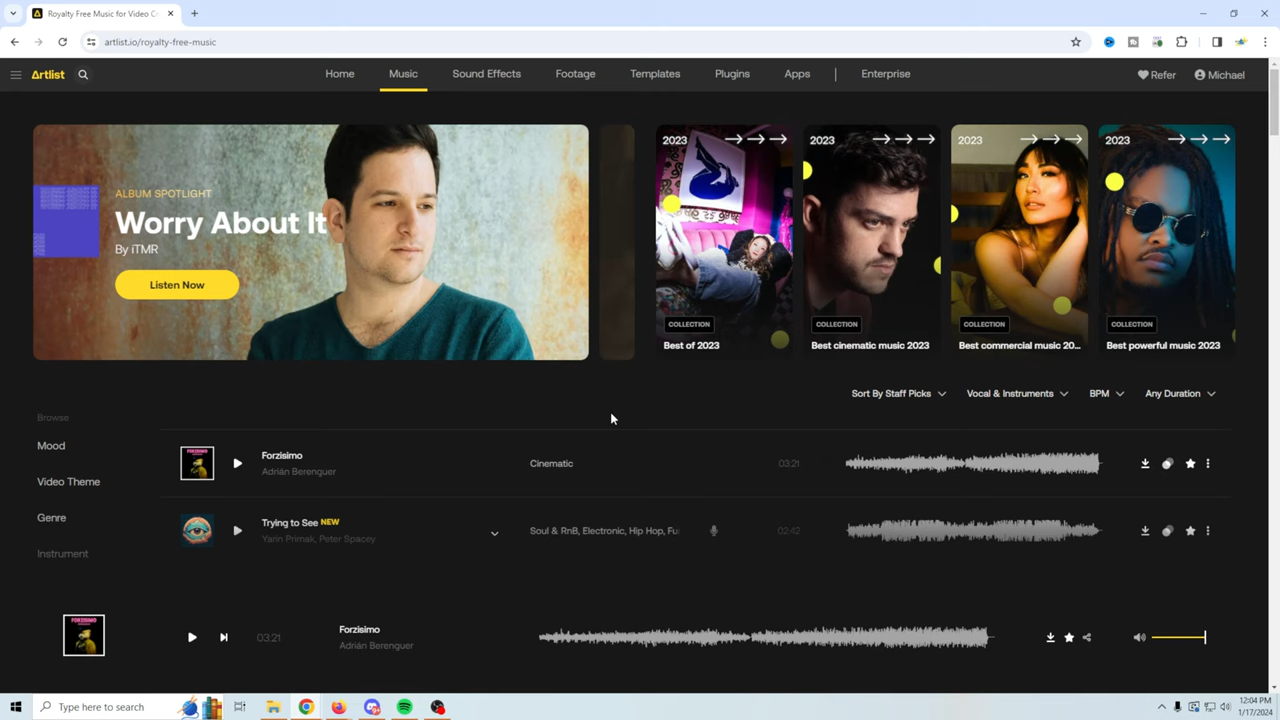 Royalty Free Music for Video C
artlist.io/royalty-free-music
Artlist
Home
Music
Sound Effects
Footage
Templates
Plugins
Apps
Enterprise
Refer
Michael
ALBUM SPOTLIGHT
Worry About It
By iTMR
Listen Now
2023
COLLECTION
Best of 2023
2023
COLLECTION
Best cinematic music 2023
2023
COLLECTION
Best commercial music 20...
2023
COLLECTION
Best powerful music 2023
Sort By Staff Picks
Vocal & Instruments
BPM
Any Duration
Browse
Mood
Video Theme
Genre
Instrument
Forzisimo
Adrián Berenguer
Cinematic
03:21
Trying to See NEW
Yarin Primak, Peter Spacey
Soul & RnB, Electronic, Hip Hop, Fu
02:42
FORZISIMO
03:21
Forzisimo
Adrián Berenguer
Type here to search
12:04 PM
1/17/2024